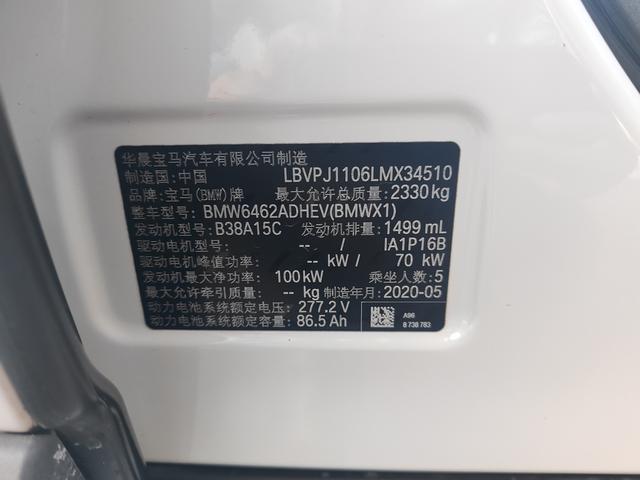 华晨宝马汽车有限公司制造
制造国: 中国 LBVPJ1106LMX34510
品牌: 宝马(BMW)牌 最大允许总质量: 2330 kg
整车型号: BMW6462ADHEV(BMWX1)
发动机型号: B38A15C 发动机排量: 1499 mL
驱动电机型号: -- / IA1P16B
驱动电机峰值功率: -- kW / 70 kW
发动机最大净功率: 100 kW 乘坐人数: 5
最大允许牵引质量: -- kg 制造年月: 2020-05
动力电池系统额定电压: 277.2 V
动力电池系统额定容量: 86.5 Ah
A96
8 738 783